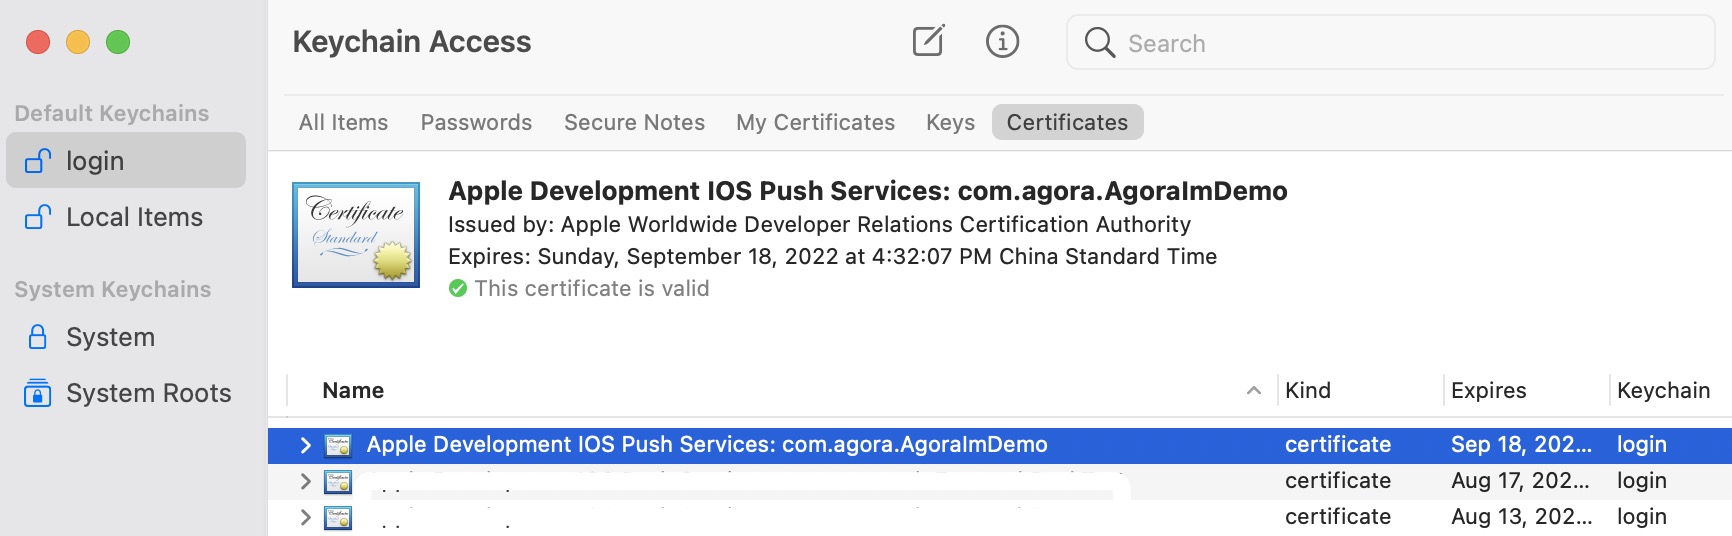 Keychain Access
Search
Default Keychains
login
Local Items
System Keychains
System
System Roots
All Items Passwords Secure Notes My Certificates Keys Certificates
Certificate
Standard
Apple Development IOS Push Services: com.agora.AgoraImDemo
Issued by: Apple Worldwide Developer Relations Certification Authority
Expires: Sunday, September 18, 2022 at 4:32:07 PM China Standard Time
This certificate is valid
Name Kind Expires Keychain
Apple Development IOS Push Services: com.agora.AgoraImDemo certificate Sep 18, 202... login
certificate Aug 17, 202... login
certificate Aug 13, 202... login